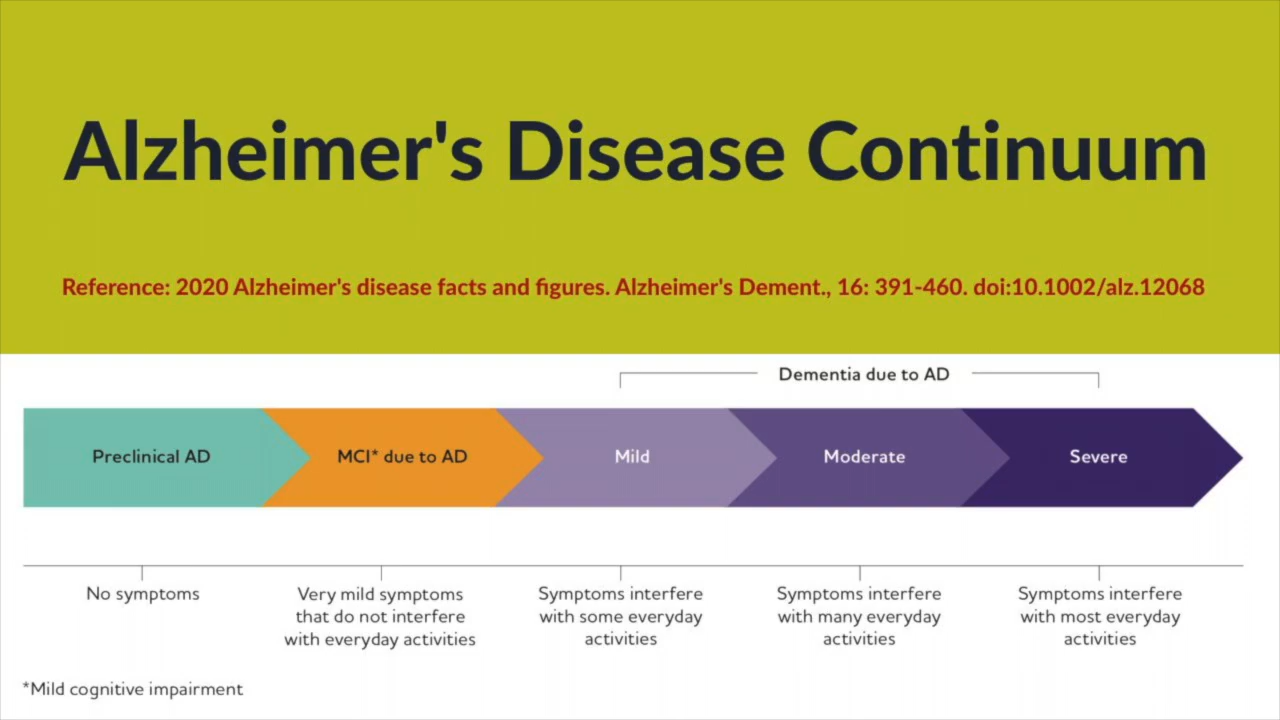 Alzheimer's Disease Continuum
Reference: 2020 Alzheimer's disease facts and figures. Alzheimer's Dement., 16: 391-460. doi:10.1002/alz.12068
Dementia due to AD
Preclinical AD
MCI* due to AD
Mild
Moderate
Severe
No symptoms
Very mild symptoms
that do not interfere
with everyday activities
Symptoms interfere
with some everyday
activities
Symptoms interfere
with many everyday
activities
Symptoms interfere
with most everyday
activities
*Mild cognitive impairment